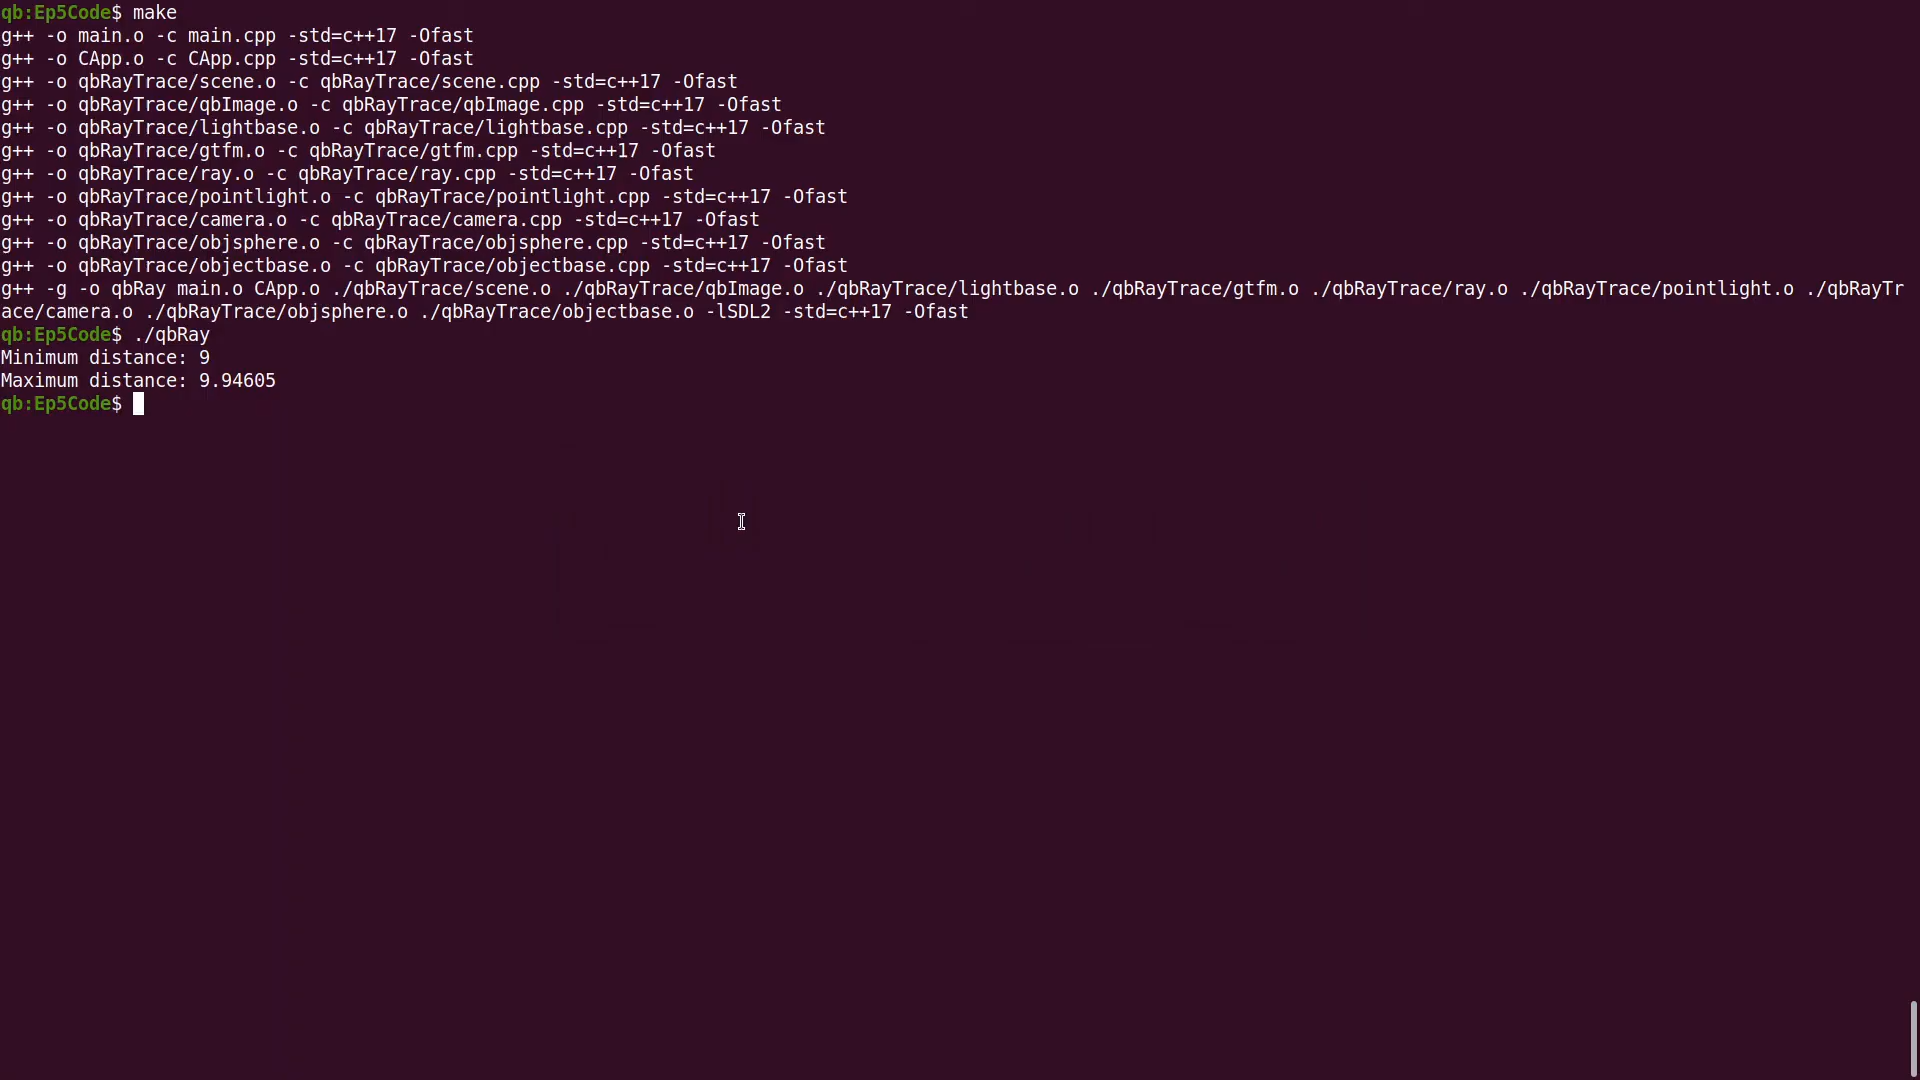 qb:Ep5Code$ make
g++ -o main.o -c main.cpp -std=c++17 -Ofast
g++ -o CApp.o -c CApp.cpp -std=c++17 -Ofast
g++ -o qbRayTrace/scene.o -c qbRayTrace/scene.cpp -std=c++17 -Ofast
g++ -o qbRayTrace/qbImage.o -c qbRayTrace/qbImage.cpp -std=c++17 -Ofast
g++ -o qbRayTrace/lightbase.o -c qbRayTrace/lightbase.cpp -std=c++17 -Ofast
g++ -o qbRayTrace/gtfm.o -c qbRayTrace/gtfm.cpp -std=c++17 -Ofast
g++ -o qbRayTrace/ray.o -c qbRayTrace/ray.cpp -std=c++17 -Ofast
g++ -o qbRayTrace/pointlight.o -c qbRayTrace/pointlight.cpp -std=c++17 -Ofast
g++ -o qbRayTrace/camera.o -c qbRayTrace/camera.cpp -std=c++17 -Ofast
g++ -o qbRayTrace/objsphere.o -c qbRayTrace/objsphere.cpp -std=c++17 -Ofast
g++ -o qbRayTrace/objectbase.o -c qbRayTrace/objectbase.cpp -std=c++17 -Ofast
g++ -g -o qbRay main.o CApp.o ./qbRayTrace/scene.o ./qbRayTrace/qbImage.o ./qbRayTrace/lightbase.o ./qbRayTrace/gtfm.o ./qbRayTrace/ray.o ./qbRayTrace/pointlight.o ./qbRayTr
ace/camera.o ./qbRayTrace/objsphere.o ./qbRayTrace/objectbase.o -lSDL2 -std=c++17 -Ofast
qb:Ep5Code$ ./qbRay
Minimum distance: 9
Maximum distance: 9.94605
qb:Ep5Code$